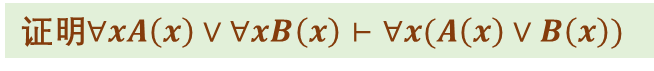 证明∀xA(x) ∨ ∀xB(x) ⊢ ∀x(A(x) ∨ B(x))